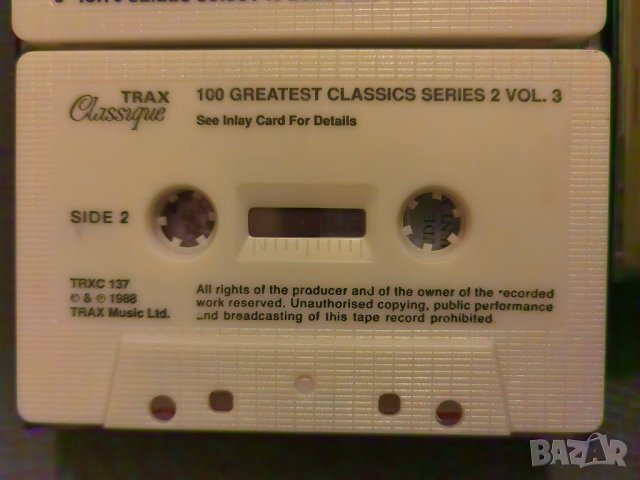 TRAX
Classique
100 GREATEST CLASSICS SERIES 2 VOL. 3
See Inlay Card For Details
SIDE 2
TRXC 137
© & ℗ 1988
TRAX Music Ltd.
All rights of the producer and of the owner of the recorded
work reserved. Unauthorised copying, public performance
and broadcasting of this tape record prohibited
BAZAR